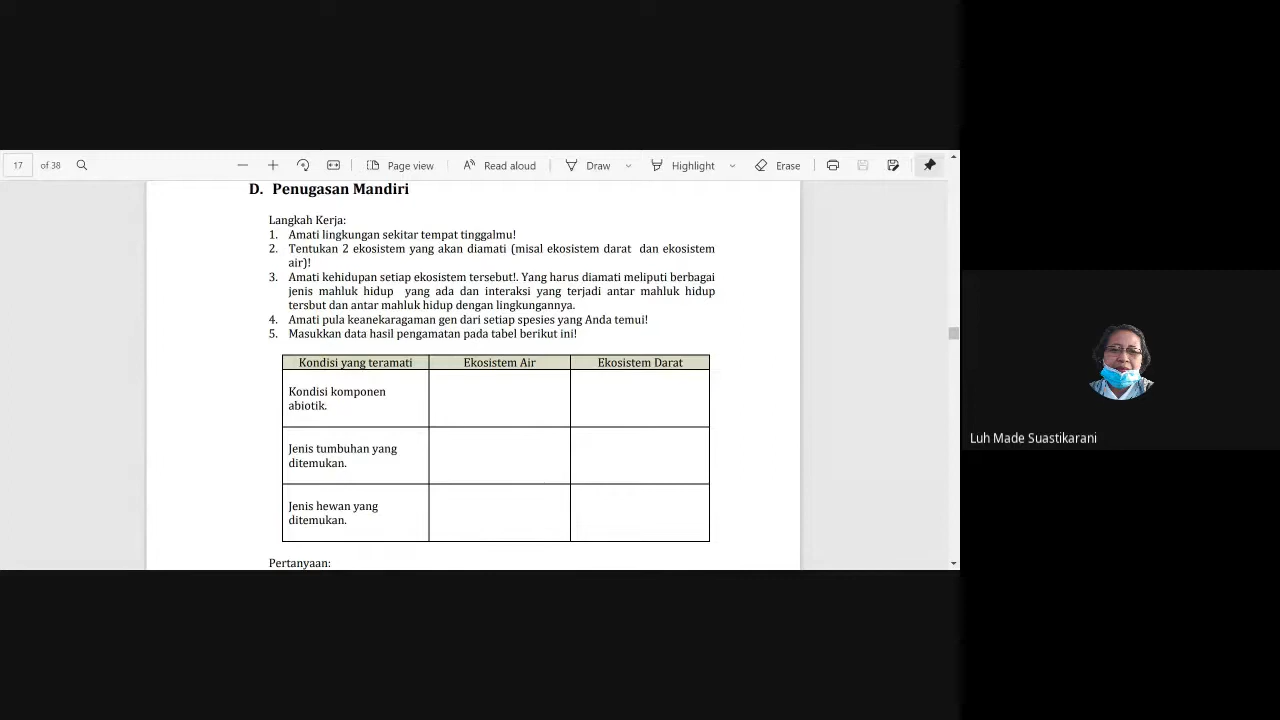 17 of 38 Page view Read aloud Draw Highlight Erase
D. Penugasan Mandiri
Langkah Kerja:
1. Amati lingkungan sekitar tempat tinggalmu!
2. Tentukan 2 ekosistem yang akan diamati (misal ekosistem darat dan ekosistem
air)!
3. Amati kehidupan setiap ekosistem tersebut!. Yang harus diamati meliputi berbagai
jenis mahluk hidup yang ada dan interaksi yang terjadi antar mahluk hidup
tersbut dan antar mahluk hidup dengan lingkungannya.
4. Amati pula keanekaragaman gen dari setiap spesies yang Anda temui!
5. Masukkan data hasil pengamatan pada tabel berikut ini!
Kondisi yang teramati Ekosistem Air Ekosistem Darat
Kondisi komponen
abiotik.
Jenis tumbuhan yang
ditemukan.
Jenis hewan yang
ditemukan.
Pertanyaan:
Luh Made Suastikarani